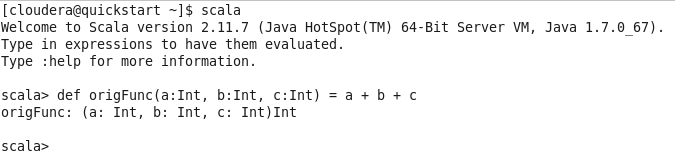 [cloudera@quickstart ~]$ scala
Welcome to Scala version 2.11.7 (Java HotSpot(TM) 64-Bit Server VM, Java 1.7.0_67).
Type in expressions to have them evaluated.
Type :help for more information.
scala> def origFunc(a:Int, b:Int, c:Int) = a + b + c
origFunc: (a: Int, b: Int, c: Int)Int
scala>